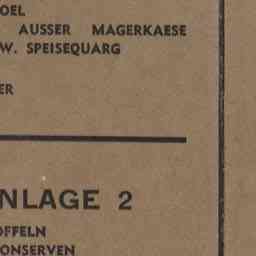 OEL
AUSSER MAGERKAESE
W. SPEISEQUARG
ER
NLAGE 2
OFFELN
ONSERVEN